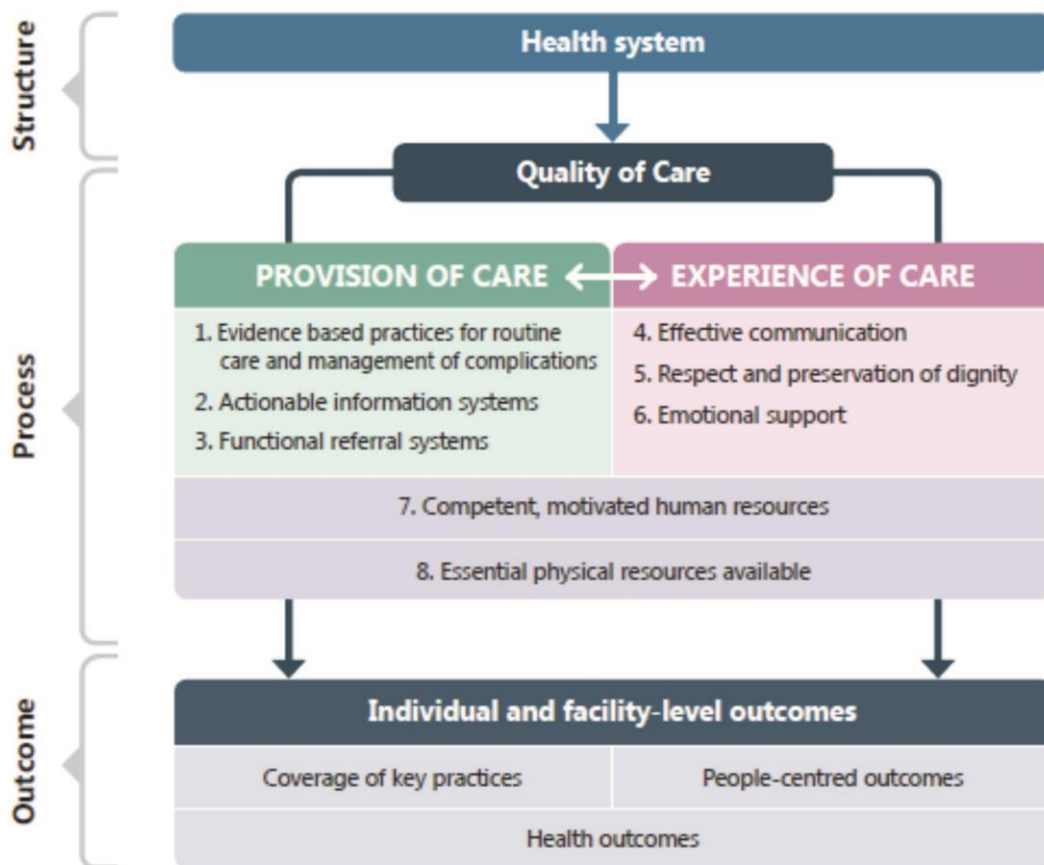 Structure
Health system
Process
Quality of Care
PROVISION OF CARE
1. Evidence based practices for routine
care and management of complications
2. Actionable information systems
3. Functional referral systems
EXPERIENCE OF CARE
4. Effective communication
5. Respect and preservation of dignity
6. Emotional support
7. Competent, motivated human resources
8. Essential physical resources available
Outcome
Individual and facility-level outcomes
Coverage of key practices
People-centred outcomes
Health outcomes